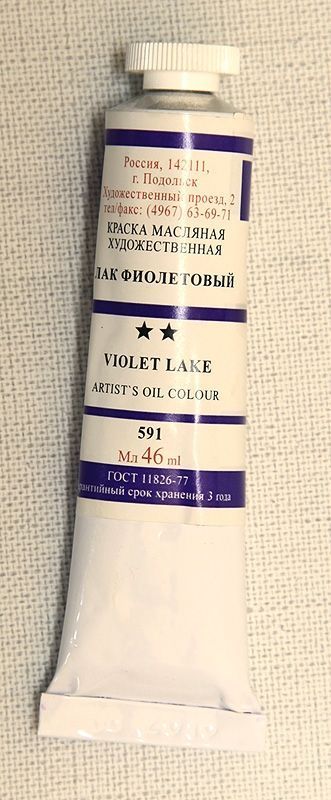 Россия, 142111,
г. Подольск
Художественный проезд, 2
тел/факс: (4967) 63-69-71
КРАСКА МАСЛЯНАЯ
ХУДОЖЕСТВЕННАЯ
ЛАК ФИОЛЕТОВЫЙ
★★
VIOLET LAKE
ARTIST`S OIL COLOUR
591
Мл 46 ml
ГОСТ 11826-77
рантийный срок хранения 3 года